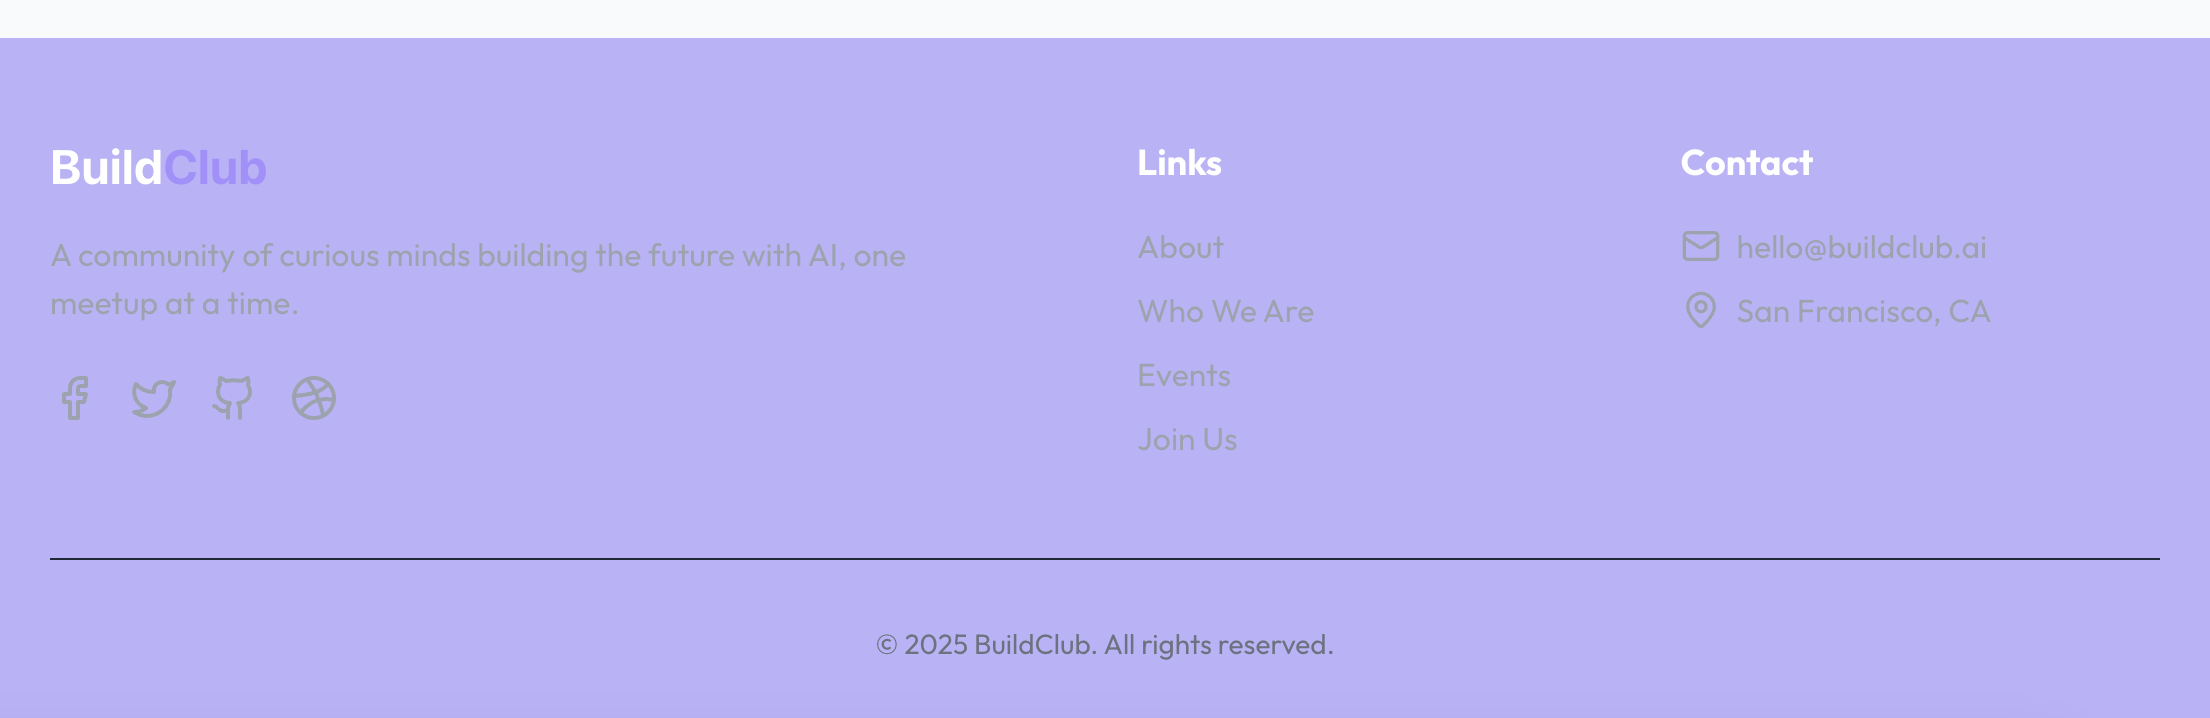 BuildClub
A community of curious minds building the future with AI, one
meetup at a time.
Links
About
Who We Are
Events
Join Us
Contact
hello@buildclub.ai
San Francisco, CA
© 2025 BuildClub. All rights reserved.